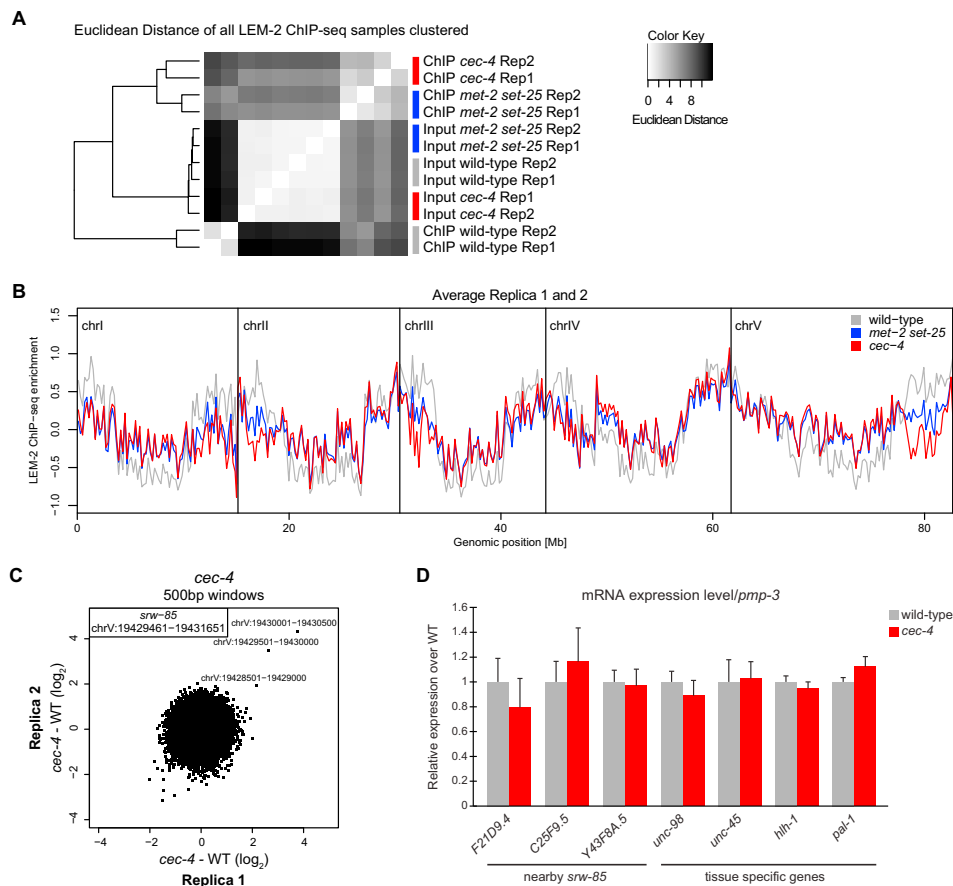 A
Euclidean Distance of all LEM-2 ChIP-seq samples clustered
Color Key
0 4 8
Euclidean Distance
ChIP cec-4 Rep2
ChIP cec-4 Rep1
ChIP met-2 set-25 Rep2
ChIP met-2 set-25 Rep1
Input met-2 set-25 Rep2
Input met-2 set-25 Rep1
Input wild-type Rep2
Input wild-type Rep1
Input cec-4 Rep1
Input cec-4 Rep2
ChIP wild-type Rep2
ChIP wild-type Rep1
B
Average Replica 1 and 2
LEM-2 ChIP-seq enrichment
1.5
1.0
0.5
0.0
−0.5
−1.0
chrI
chrII
chrIII
chrIV
chrV
wild−type
met−2 set−25
cec−4
0 20 40 60 80
Genomic position [Mb]
C
cec-4
500bp windows
srw−85
chrV:19429461−19431651
chrV:19430001−19430500
chrV:19429501−19430000
chrV:19428501−19429000
Replica 2
cec-4 - WT (log2)
4
2
0
−2
−4
−4 −2 0 2 4
cec-4 - WT (log2)
Replica 1
D
mRNA expression level/pmp-3
wild-type
cec-4
Relative expression over WT
1.6
1.4
1.2
1
0.8
0.6
0.4
0.2
0
F21D9.4
C25F9.5
Y43F8A.5
unc-98
unc-45
hlh-1
pal-1
nearby srw-85
tissue specific genes